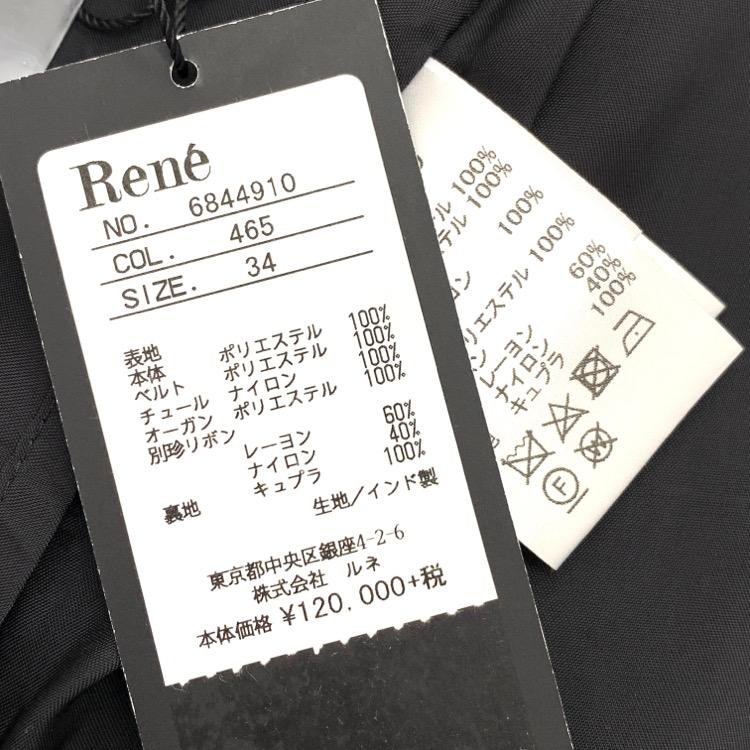 René
NO. 6844910
COL. 465
SIZE. 34
表地
本体 ポリエステル 100%
ベルト ポリエステル 100%
チュール ナイロン 100%
オーガン ポリエステル 100%
別珍リボン
レーヨン 60%
ナイロン 40%
裏地 キュプラ 100%
生地/インド製
東京都中央区銀座4-2-6
株式会社 ルネ
本体価格 ¥120,000+税
テル 100%
テル 100%
ン 100%
リエステル 100%
レーヨン 60%
ナイロン 40%
キュプラ 100%
F